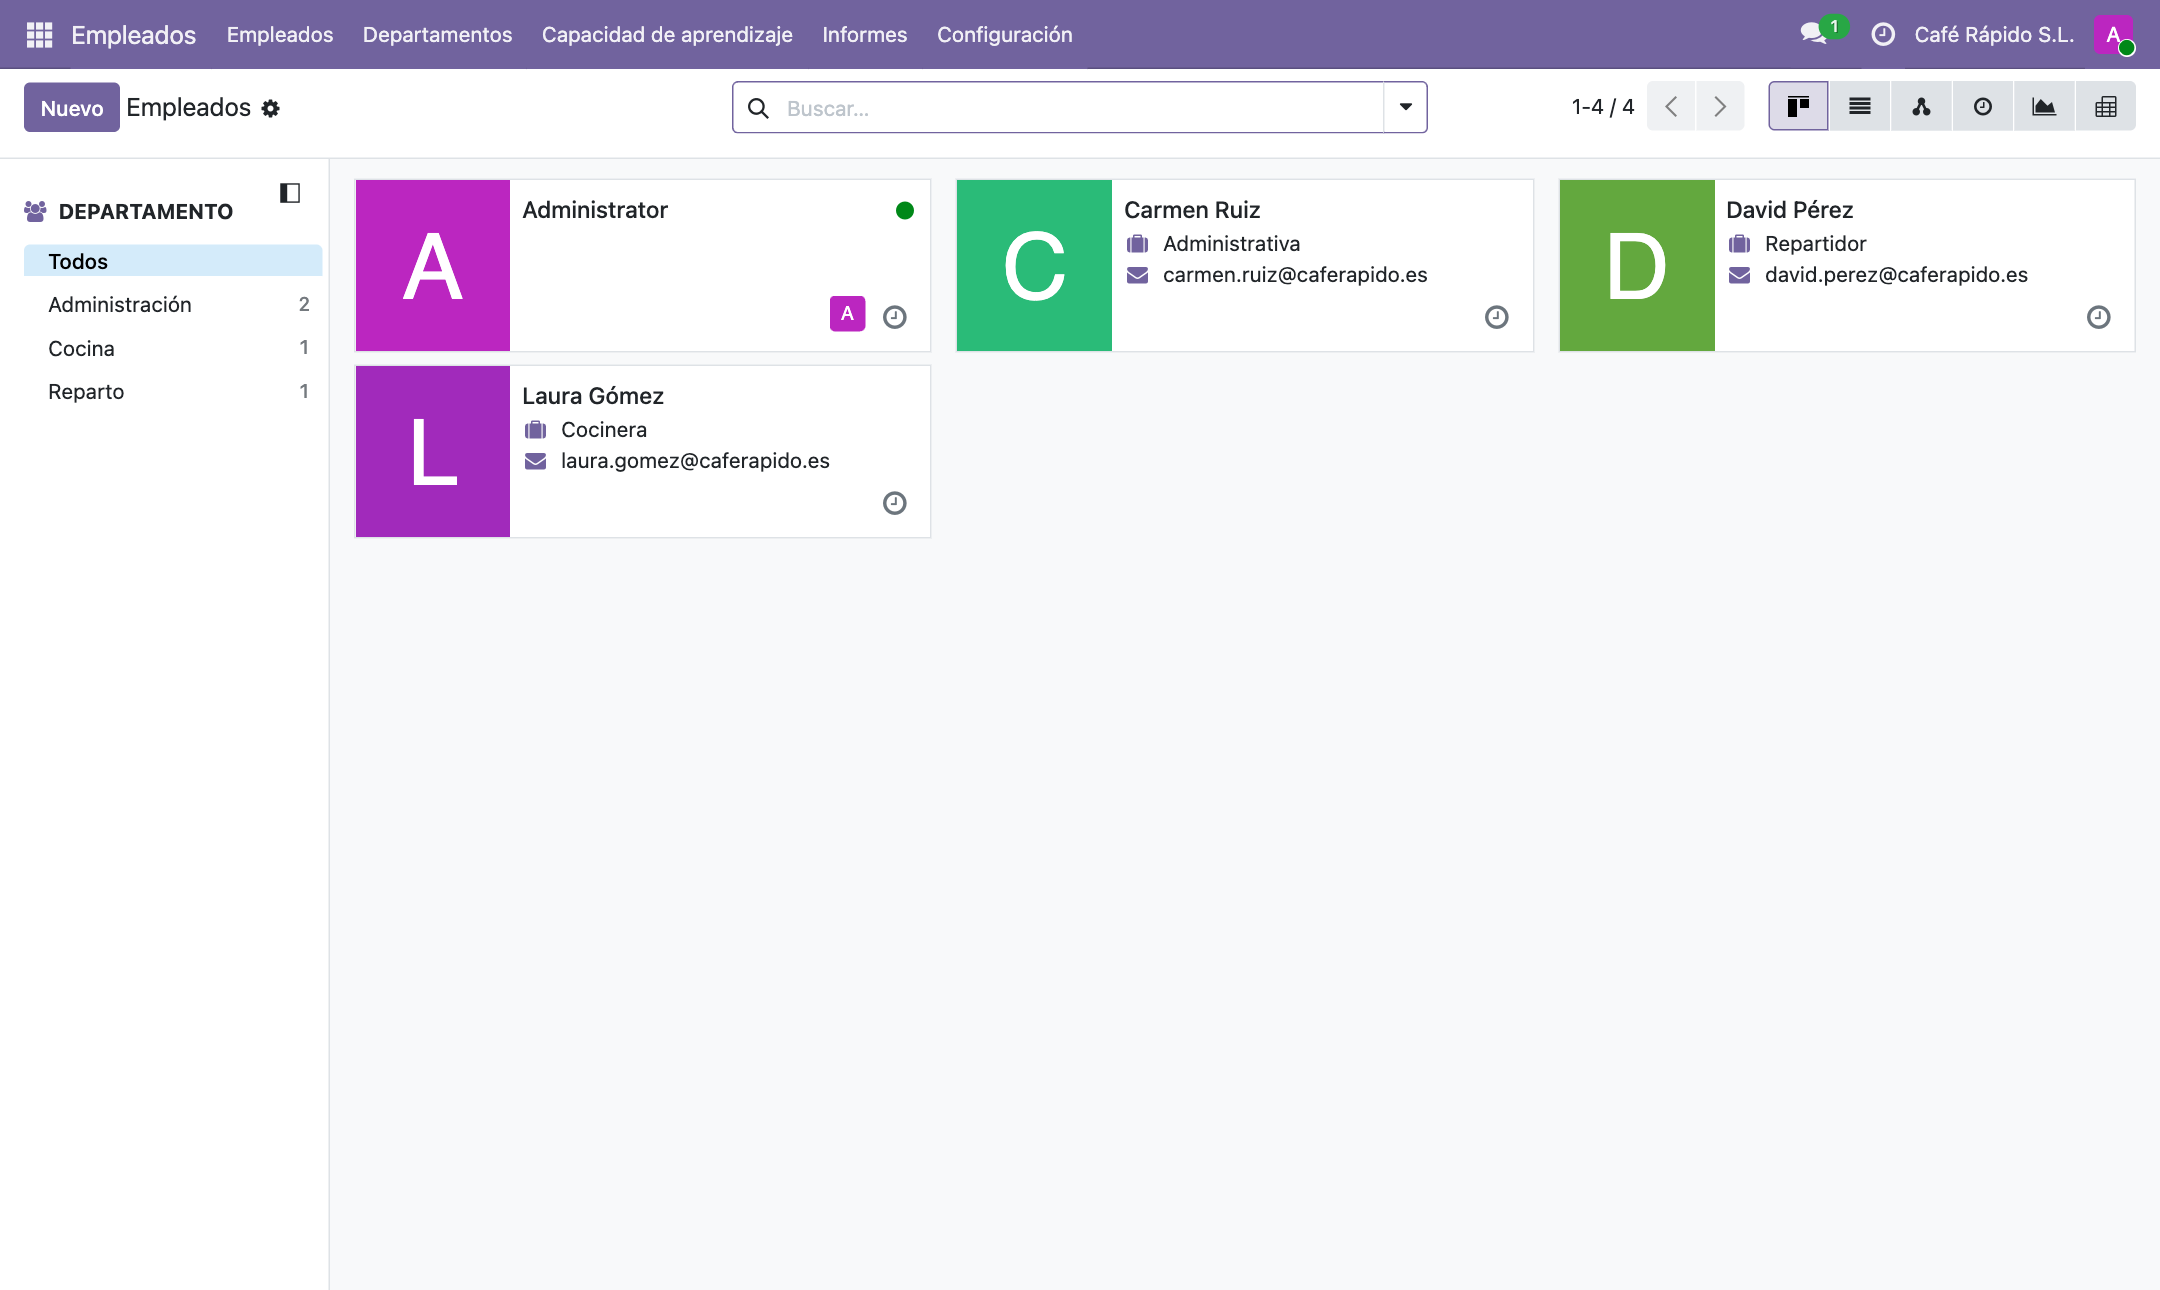 Empleados Empleados Departamentos Capacidad de aprendizaje Informes Configuración 1 Café Rápido S.L. A
Nuevo Empleados Buscar... 1-4 / 4
DEPARTAMENTO
Todos
Administración 2
Cocina 1
Reparto 1
A
Administrator
A
C
Carmen Ruiz
Administrativa
carmen.ruiz@caferapido.es
D
David Pérez
Repartidor
david.perez@caferapido.es
L
Laura Gómez
Cocinera
laura.gomez@caferapido.es